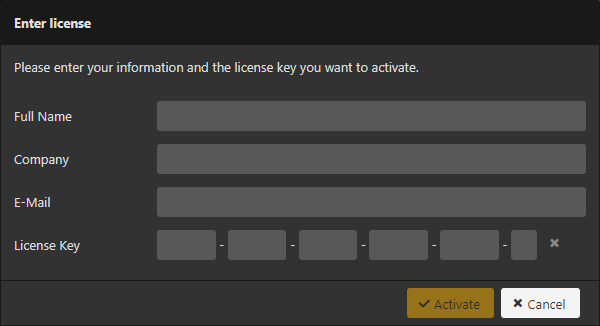 Enter license
Please enter your information and the license key you want to activate.
Full Name
Company
E-Mail
License Key - - - - - ✖
✔ Activate ✖ Cancel